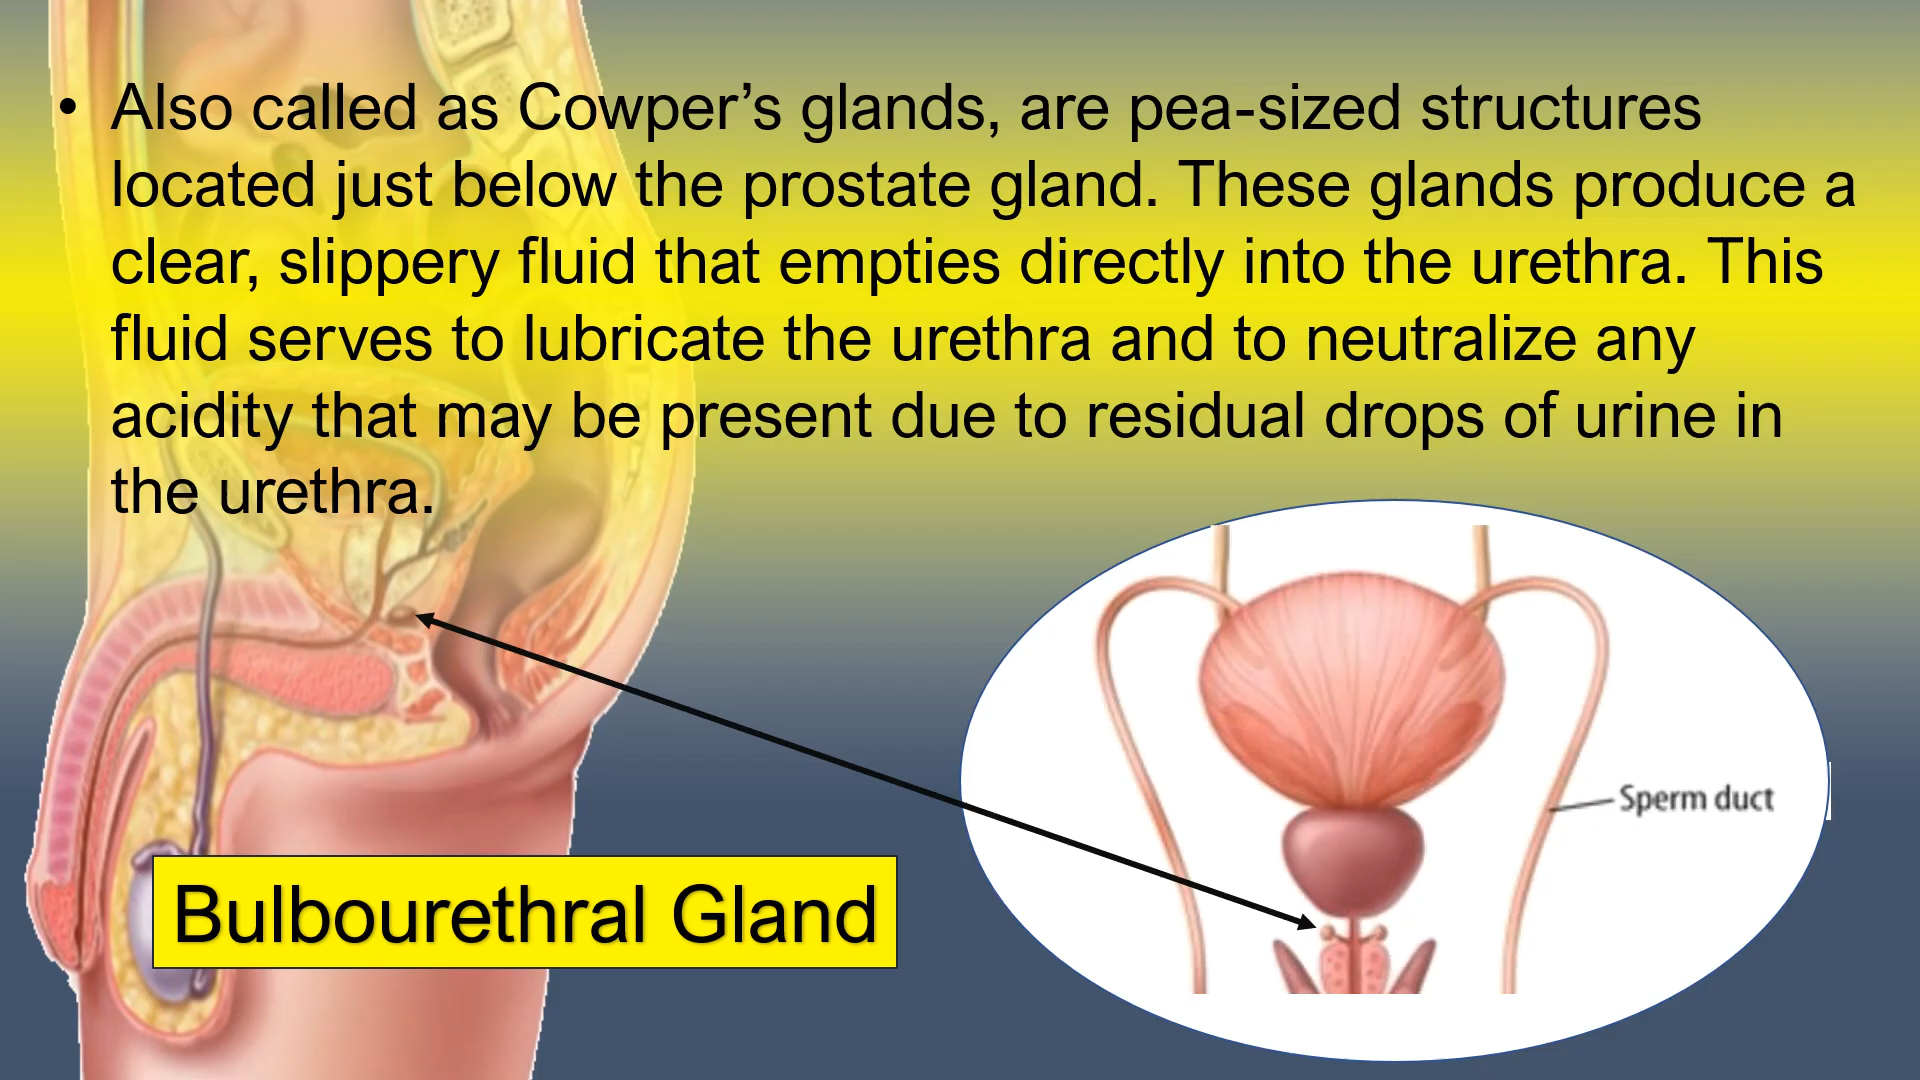 • Also called as Cowper’s glands, are pea-sized structures
located just below the prostate gland. These glands produce a
clear, slippery fluid that empties directly into the urethra. This
fluid serves to lubricate the urethra and to neutralize any
acidity that may be present due to residual drops of urine in
the urethra.
Sperm duct
Bulbourethral Gland